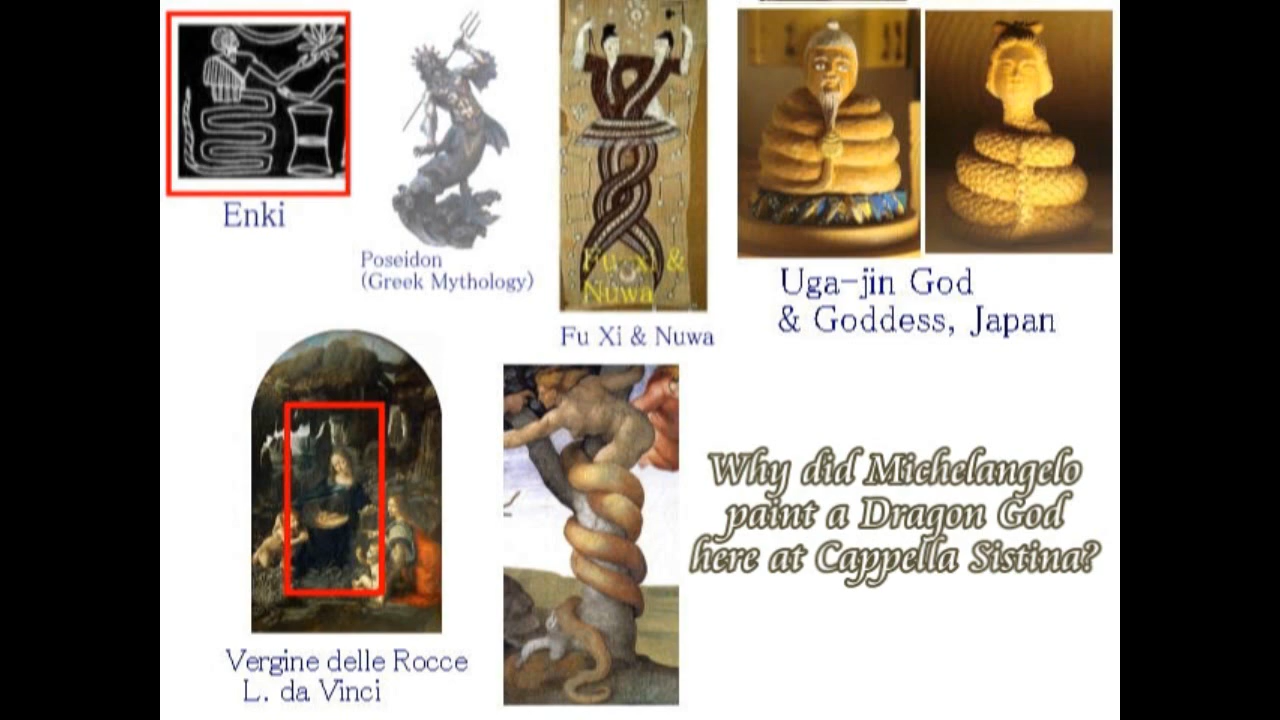 Enki
Poseidon
(Greek Mythology)
Fu xi &
Nuwa
Fu Xi & Nuwa
Uga-jin God
& Goddess, Japan
Vergine delle Rocce
L. da Vinci
Why did Michelangelo
paint a Dragon God
here at Cappella Sistina?